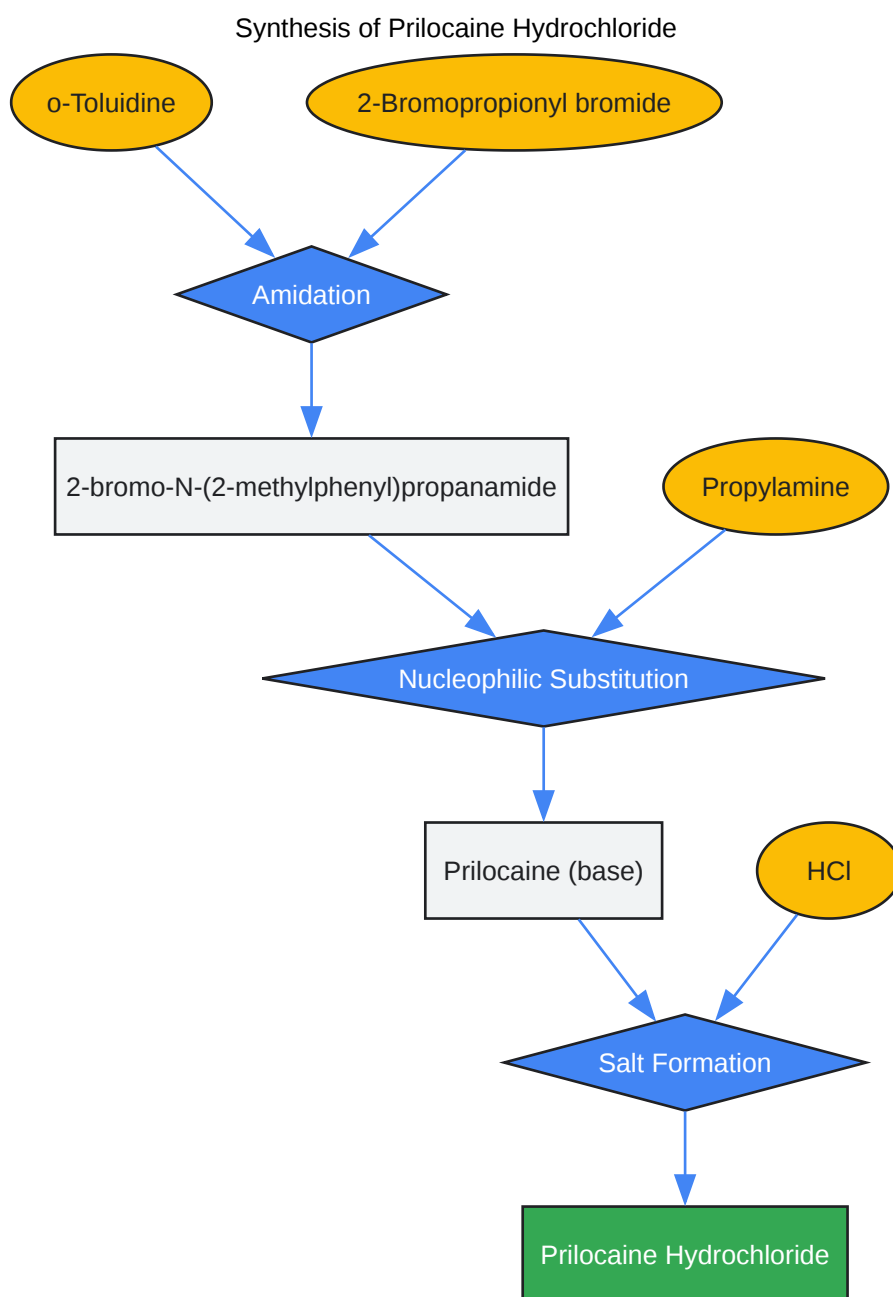 Synthesis of Prilocaine Hydrochloride
o-Toluidine
2-Bromopropionyl bromide
Amidation
2-bromo-N-(2-methylphenyl)propanamide
Propylamine
Nucleophilic Substitution
Prilocaine (base)
HCl
Salt Formation
Prilocaine Hydrochloride